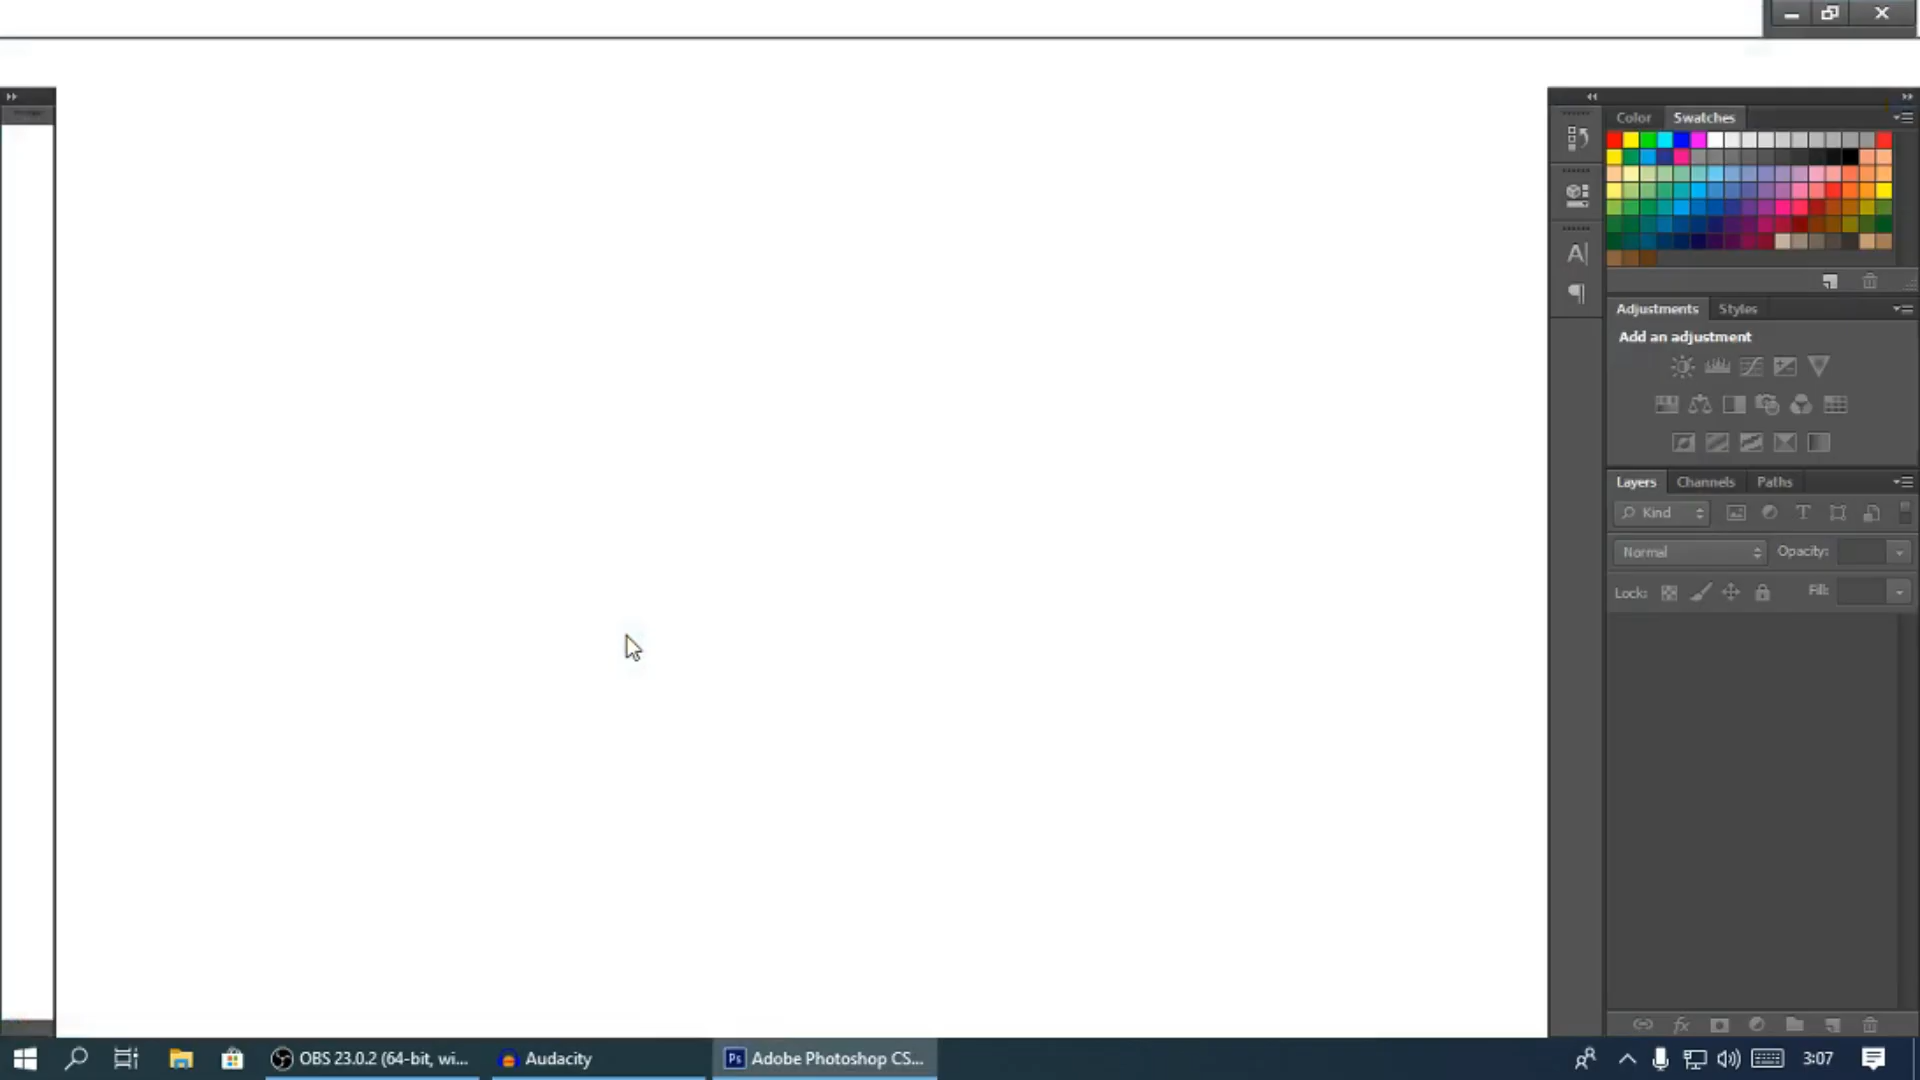 Color Swatches
Adjustments Styles
Add an adjustment
Layers Channels Paths
Kind
Normal Opacity:
Lock: Fill:
OBS 23.0.2 (64-bit, wi... Audacity Ps Adobe Photoshop CS... 3:07